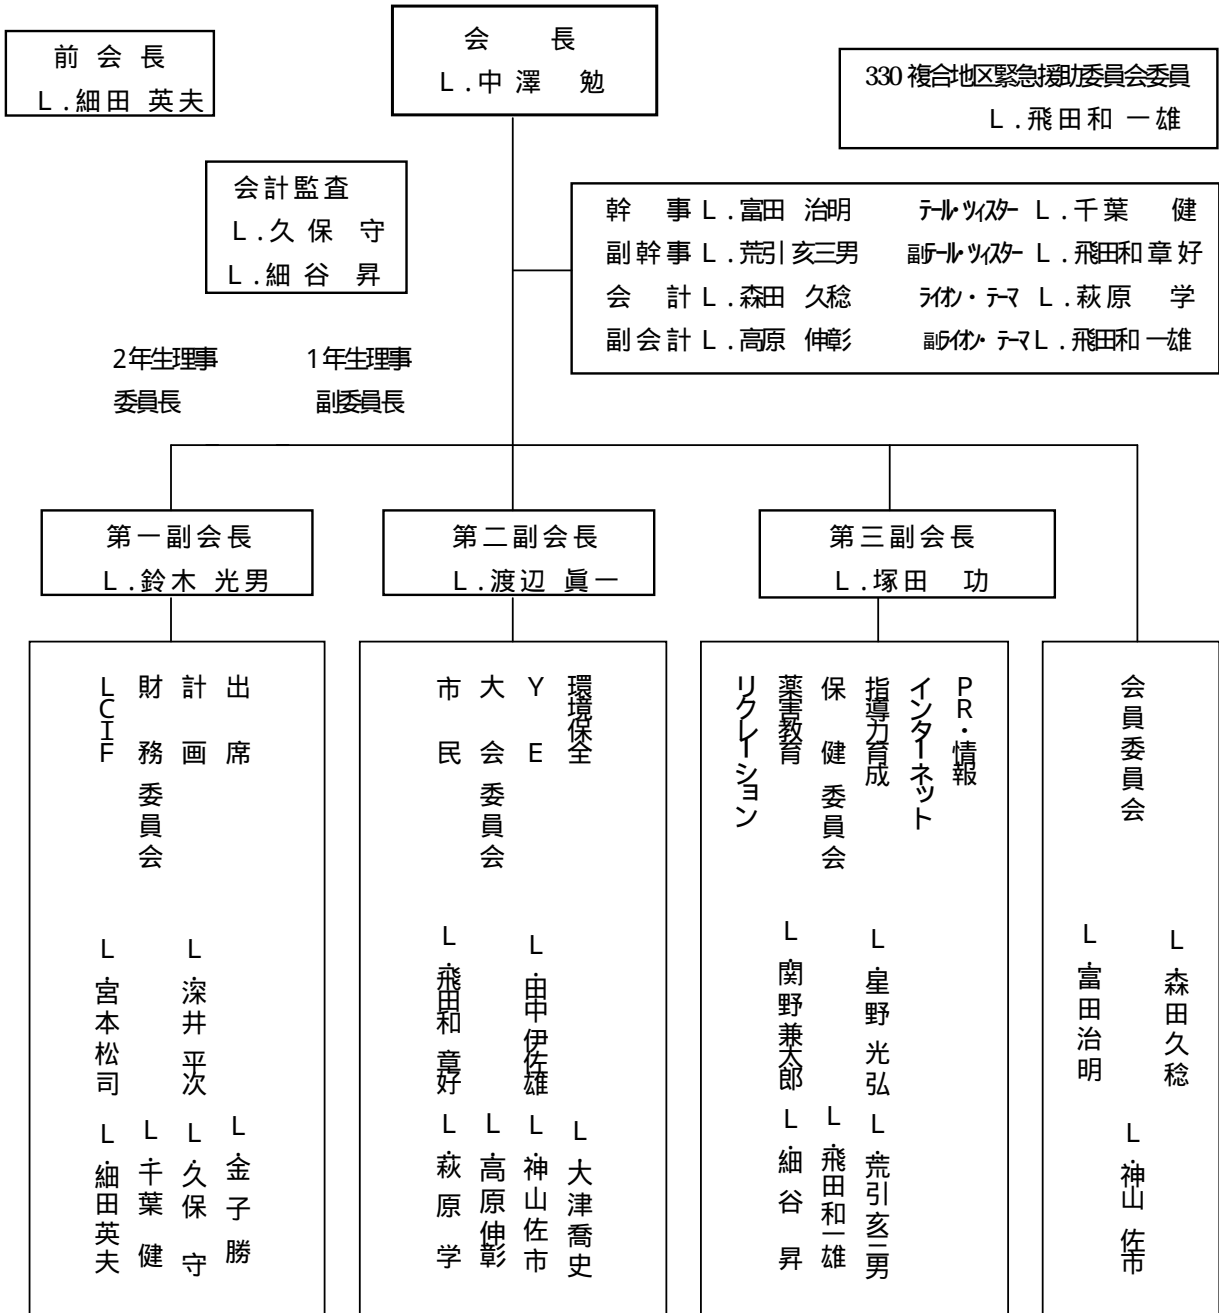 前会長
L.細田 英夫
会　長
L.中澤　勉
330複合地区緊急援助委員会委員
L.飛田和 一雄
会計監査
L.久保　守
L.細谷　昇
幹　事 L.富田 治明　テール・ツイスター L.千葉　健
副幹事 L.荒引 亥三男　副テール・ツイスター L.飛田和 章好
会　計 L.森田 久稔　ライオン・テーマ L.萩原　学
副会計 L.高原 伸彰　副ライオン・テーマ L.飛田和 一雄
2年生理事　1年生理事
委員長　副委員長
第一副会長
L.鈴木 光男
第二副会長
L.渡辺 眞一
第三副会長
L.塚田　功
出席
計画
財務委員会
LCIF
L.深井 平次
L.宮本松司
L.金子 勝
L.久保 守
L.千葉 健
L.細田英夫
環境保全
YE
大会委員会
市民
L.田中伊佐雄
L.飛田和 章好
L.大津喬史
L.神山佐市
L.高原伸彰
L.萩原 学
PR・情報
インターネット
指導力育成
保健委員会
薬害教育
リクレーション
L.星野 光弘
L.関野兼太郎
L.荒引亥三男
L.飛田和一雄
L.細谷 昇
会員委員会
L.森田久稔
L.富田治明
L.神山 佐市